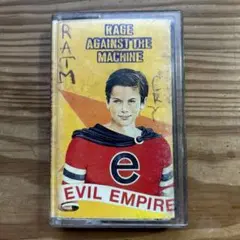 RAGE
AGAINST THE
MACHINE
RATM
e
EVIL EMPIRE